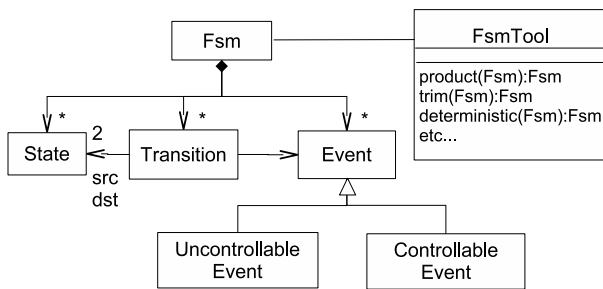 Fsm
FsmTool
product(Fsm):Fsm
trim(Fsm):Fsm
deterministic(Fsm):Fsm
etc...
* * *
2
State
Transition
Event
src
dst
Uncontrollable
Event
Controllable
Event